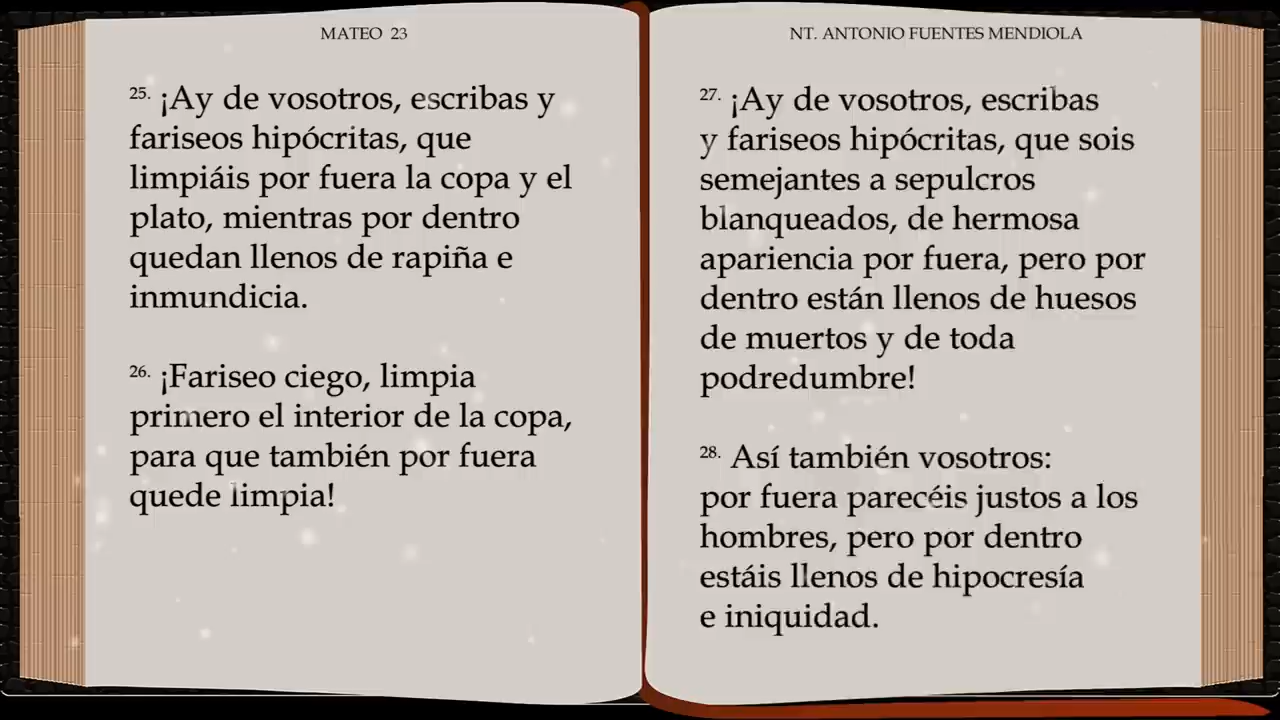 MATEO 23
25. ¡Ay de vosotros, escribas y
fariseos hipócritas, que
limpiáis por fuera la copa y el
plato, mientras por dentro
quedan llenos de rapiña e
inmundicia.
26. ¡Fariseo ciego, limpia
primero el interior de la copa,
para que también por fuera
quede limpia!
NT. ANTONIO FUENTES MENDIOLA
27. ¡Ay de vosotros, escribas
y fariseos hipócritas, que sois
semejantes a sepulcros
blanqueados, de hermosa
apariencia por fuera, pero por
dentro están llenos de huesos
de muertos y de toda
podredumbre!
28. Así también vosotros:
por fuera parecéis justos a los
hombres, pero por dentro
estáis llenos de hipocresía
e iniquidad.